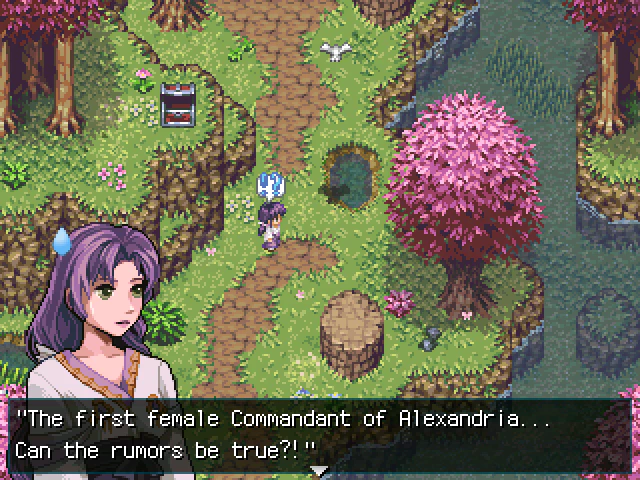 "The first female Commandant of Alexandria...
Can the rumors be true?!"